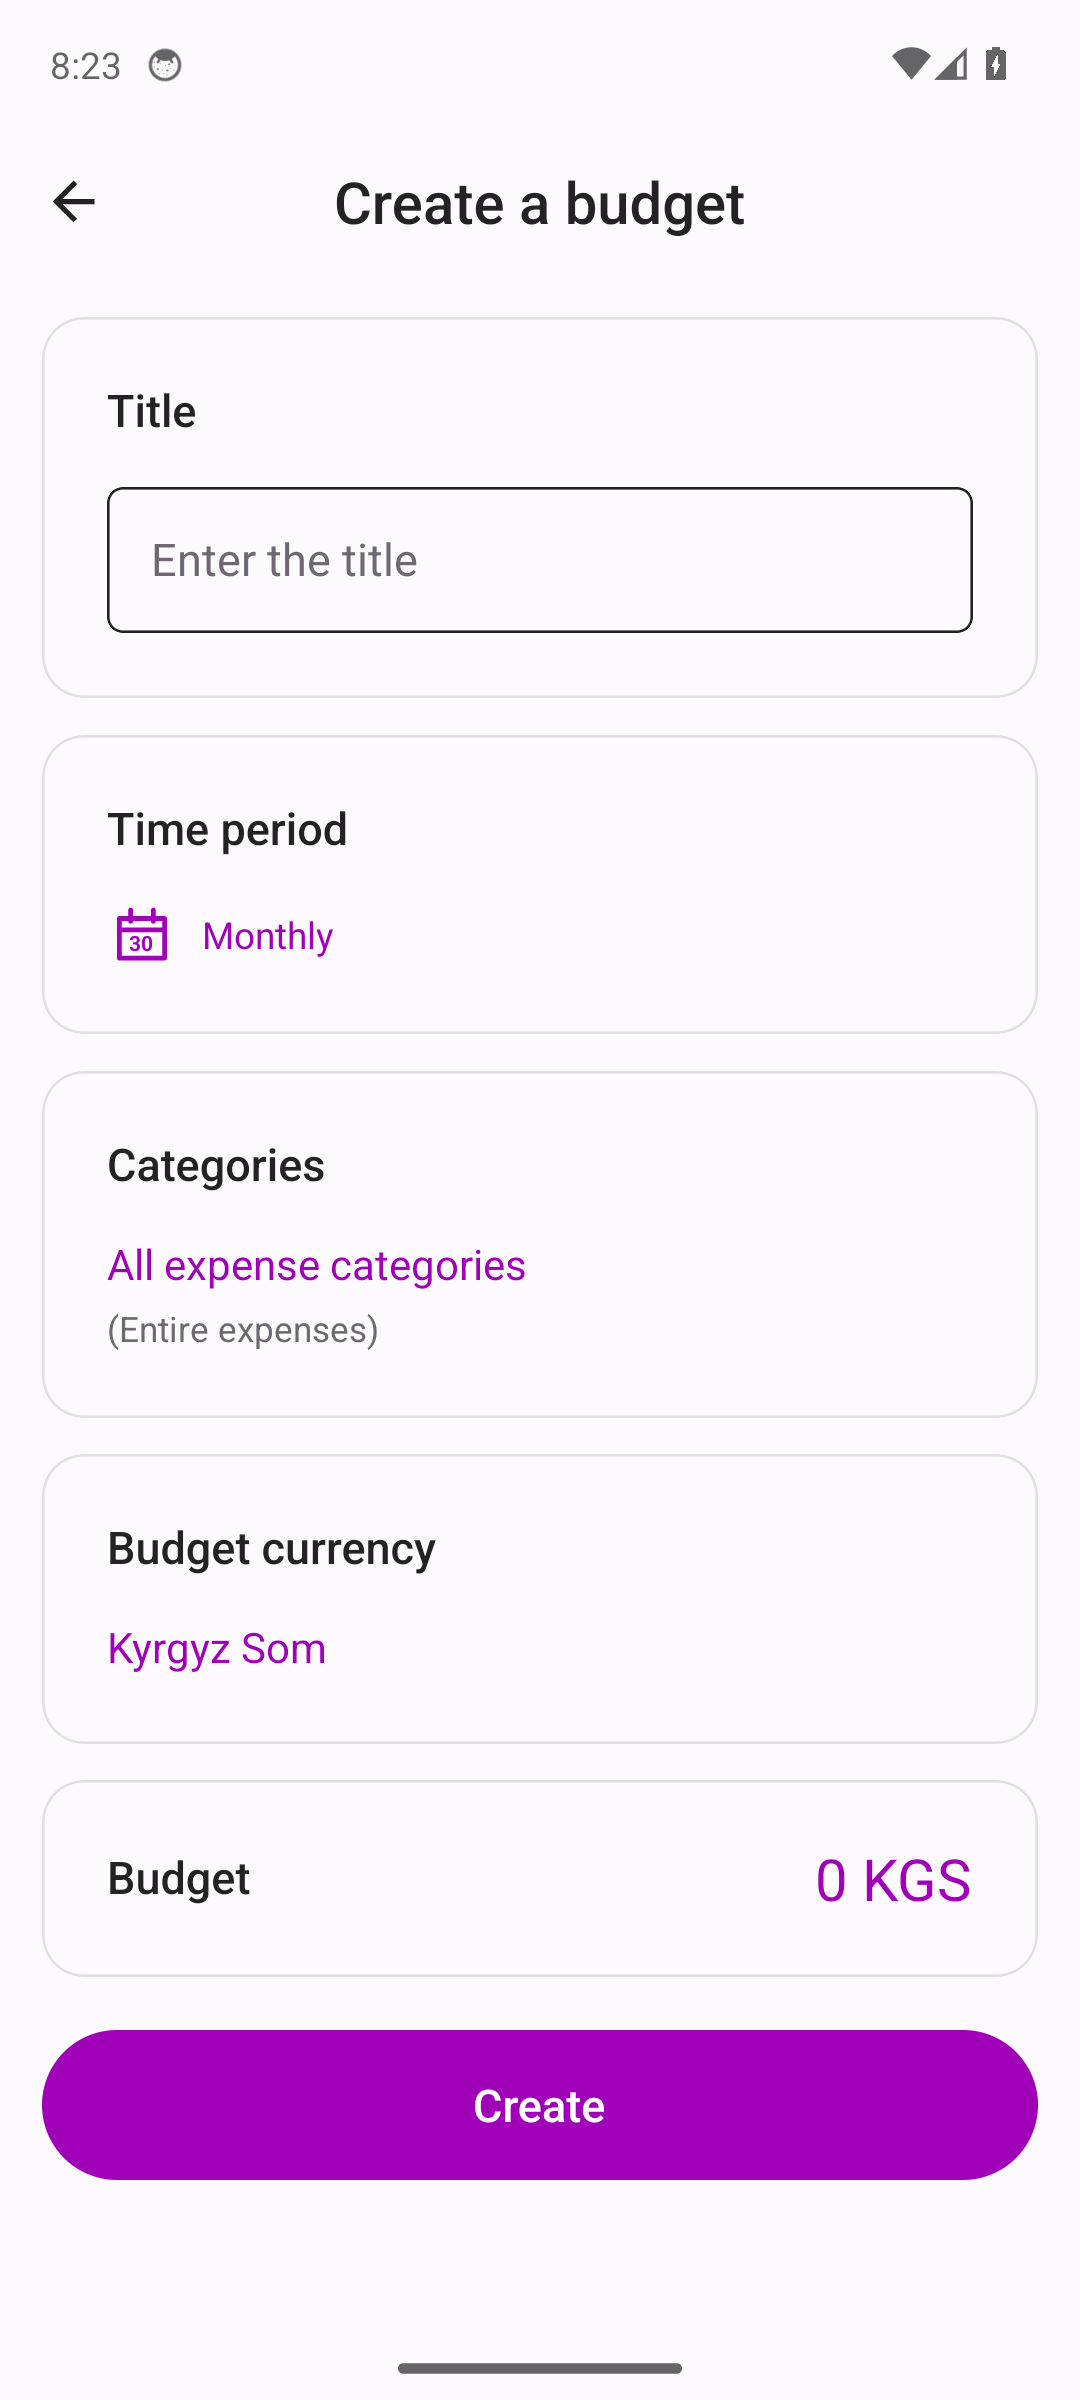 8:23
Create a budget
Title
Enter the title
Time period
30 Monthly
Categories
All expense categories
(Entire expenses)
Budget currency
Kyrgyz Som
Budget 0 KGS
Create